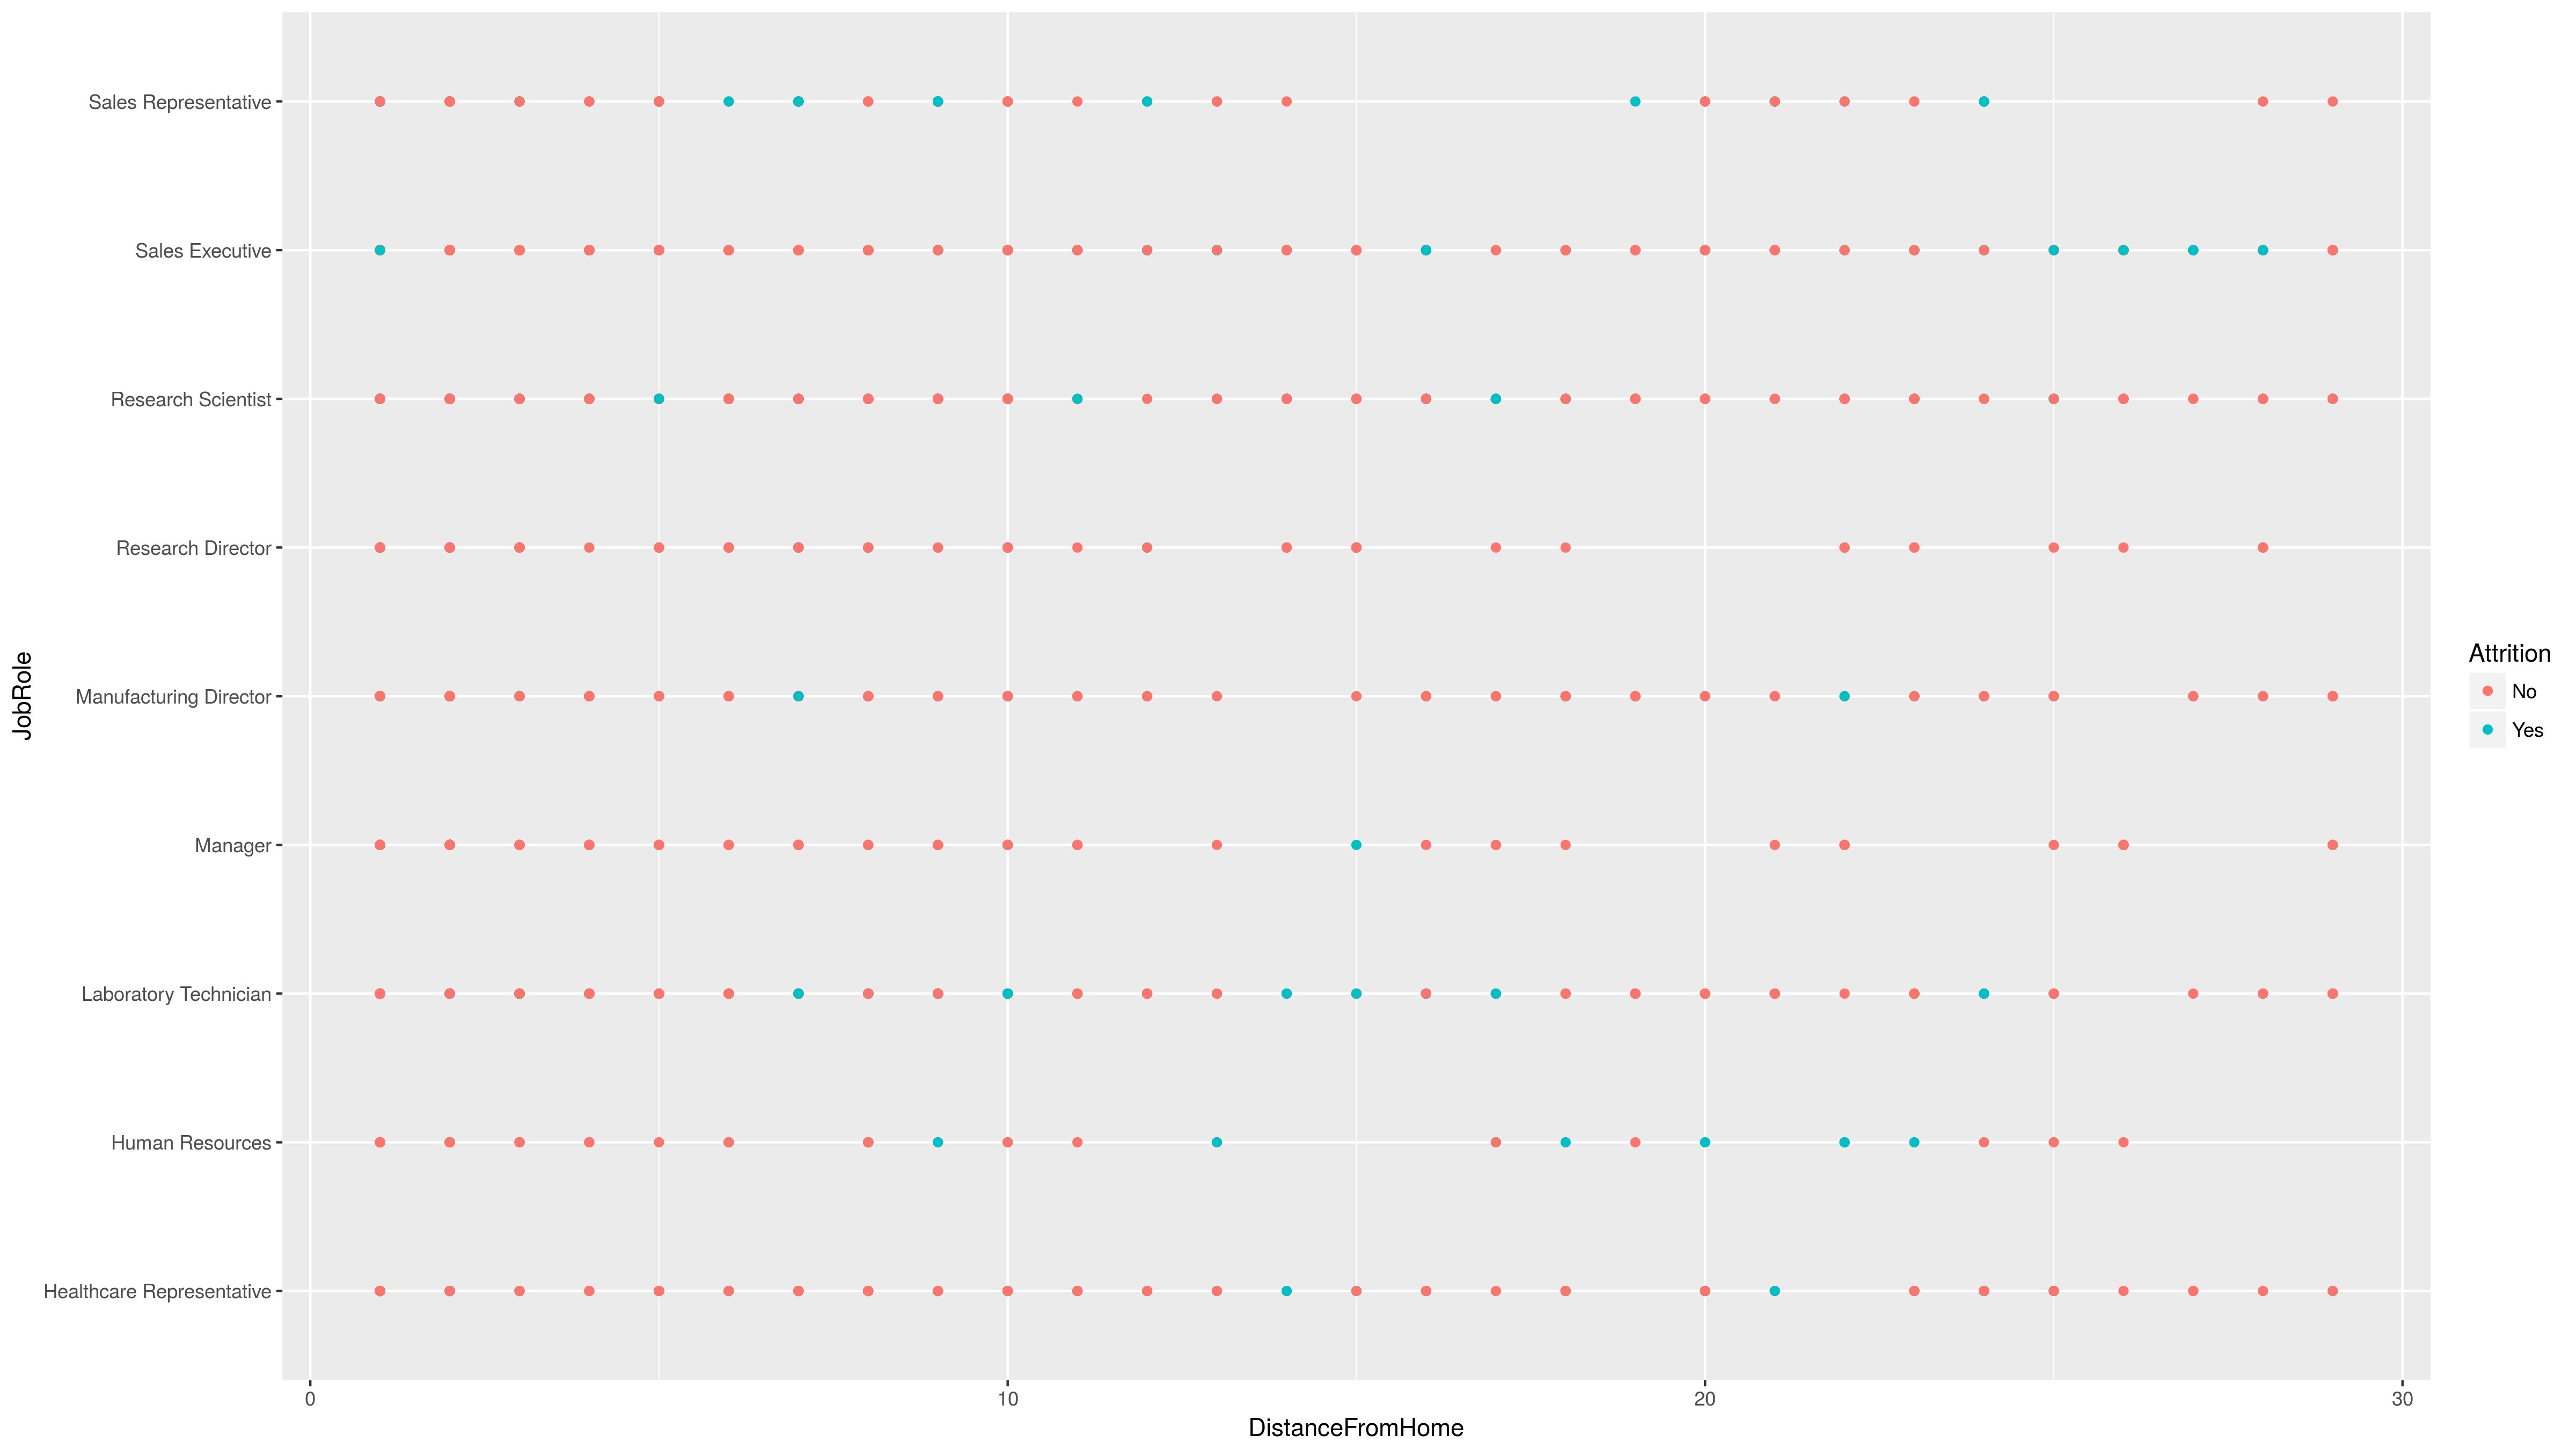 Sales Representative
Sales Executive
Research Scientist
Research Director
Manufacturing Director
Manager
Laboratory Technician
Human Resources
Healthcare Representative
JobRole
0 10 20 30
DistanceFromHome
Attrition
No
Yes